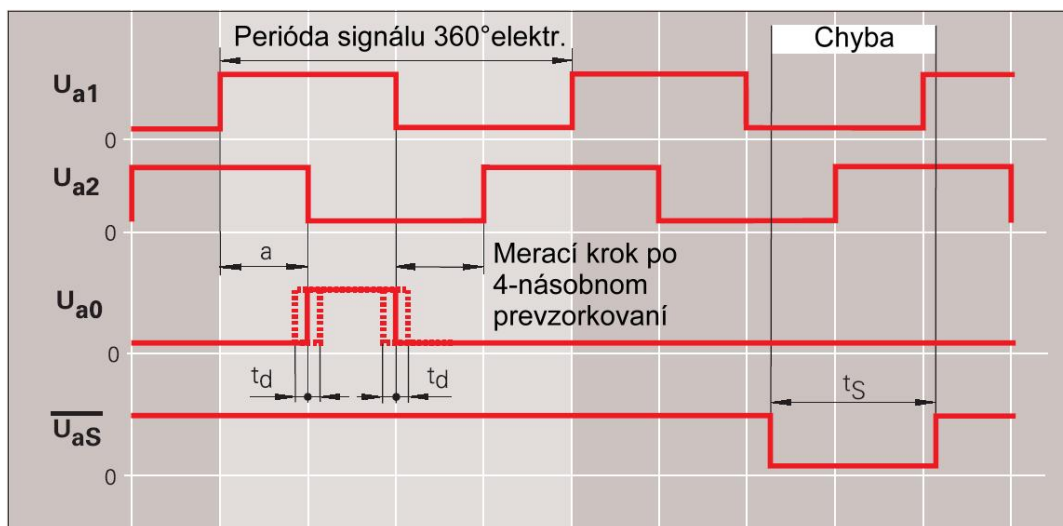 Perióda signálu 360°elektr.
Chyba
Ua1
0
Ua2
0
a
Merací krok po
4-násobnom
prevzorkovaní
Ua0
0
td
td
tS
UaS
0